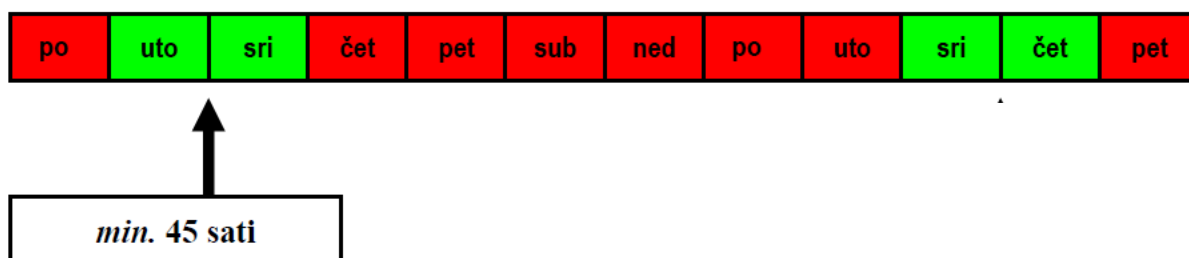 po uto sri čet pet sub ned po uto sri čet pet
min. 45 sati